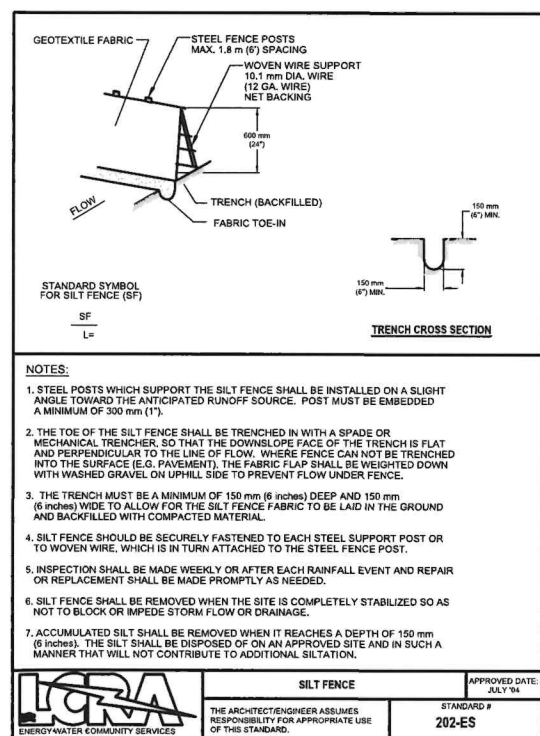 GEOTEXTILE FABRIC
STEEL FENCE POSTS
MAX. 1.8 m (6') SPACING
WOVEN WIRE SUPPORT
10.1 mm DIA. WIRE
(12 GA. WIRE)
NET BACKING
600 mm
(24")
TRENCH (BACKFILLED)
FABRIC TOE-IN
FLOW
150 mm
(6") MIN.
150 mm
(6") MIN.
TRENCH CROSS SECTION
STANDARD SYMBOL
FOR SILT FENCE (SF)
SF
L=
NOTES:
1. STEEL POSTS WHICH SUPPORT THE SILT FENCE SHALL BE INSTALLED ON A SLIGHT
ANGLE TOWARD THE ANTICIPATED RUNOFF SOURCE. POST MUST BE EMBEDDED
A MINIMUM OF 300 mm (1").
2. THE TOE OF THE SILT FENCE SHALL BE TRENCHED IN WITH A SPADE OR
MECHANICAL TRENCHER, SO THAT THE DOWNSLOPE FACE OF THE TRENCH IS FLAT
AND PERPENDICULAR TO THE LINE OF FLOW. WHERE FENCE CAN NOT BE TRENCHED
INTO THE SURFACE (E.G. PAVEMENT), THE FABRIC FLAP SHALL BE WEIGHTED DOWN
WITH WASHED GRAVEL ON UPHILL SIDE TO PREVENT FLOW UNDER FENCE.
3. THE TRENCH MUST BE A MINIMUM OF 150 mm (6 inches) DEEP AND 150 mm
(6 inches) WIDE TO ALLOW FOR THE SILT FENCE FABRIC TO BE LAID IN THE GROUND
AND BACKFILLED WITH COMPACTED MATERIAL.
4. SILT FENCE SHOULD BE SECURELY FASTENED TO EACH STEEL SUPPORT POST OR
TO WOVEN WIRE, WHICH IS IN TURN ATTACHED TO THE STEEL FENCE POST.
5. INSPECTION SHALL BE MADE WEEKLY OR AFTER EACH RAINFALL EVENT AND REPAIR
OR REPLACEMENT SHALL BE MADE PROMPTLY AS NEEDED.
6. SILT FENCE SHALL BE REMOVED WHEN THE SITE IS COMPLETELY STABILIZED SO AS
NOT TO BLOCK OR IMPEDE STORM FLOW OR DRAINAGE.
7. ACCUMULATED SILT SHALL BE REMOVED WHEN IT REACHES A DEPTH OF 150 mm
(6 inches). THE SILT SHALL BE DISPOSED OF ON AN APPROVED SITE AND IN SUCH A
MANNER THAT WILL NOT CONTRIBUTE TO ADDITIONAL SILTATION.
LCRA
ENERGY•WATER COMMUNITY SERVICES
SILT FENCE
APPROVED DATE:
JULY '04
THE ARCHITECT/ENGINEER ASSUMES
RESPONSIBILITY FOR APPROPRIATE USE
OF THIS STANDARD.
STANDARD #
202-ES